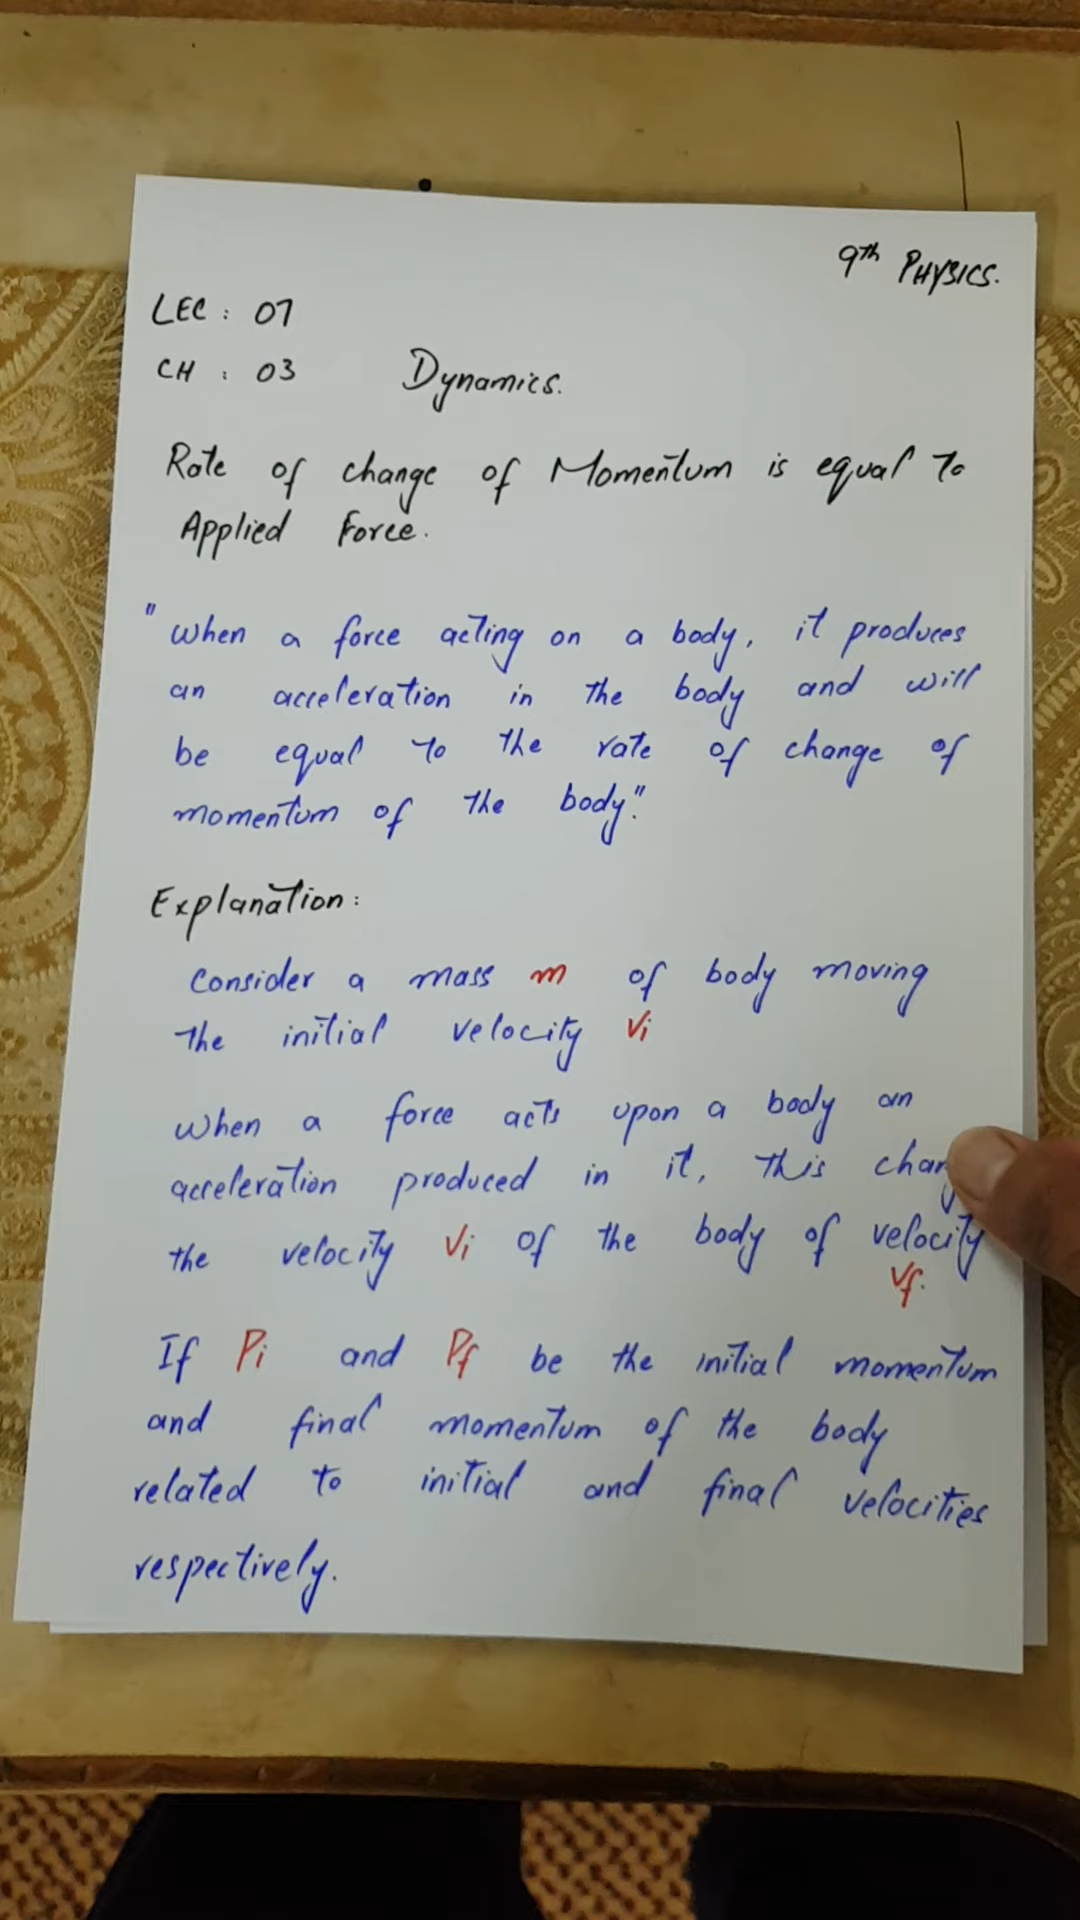 9th PHYSICS.
LEC : 07
CH : 03 Dynamics.
Rate of change of Momentum is equal to
Applied Force.
"When a force acting on a body, it produces
an acceleration in the body and will
be equal to the rate of change of
momentum of the body."
Explanation :
Consider a mass m of body moving
the initial velocity Vi
when a force acts upon a body an
acceleration produced in it, This chang
the velocity Vi of the body of velocity
Vf.
If Pi and Pf be the initial momentum
and final momentum of the body
related to initial and final velocities
respectively.